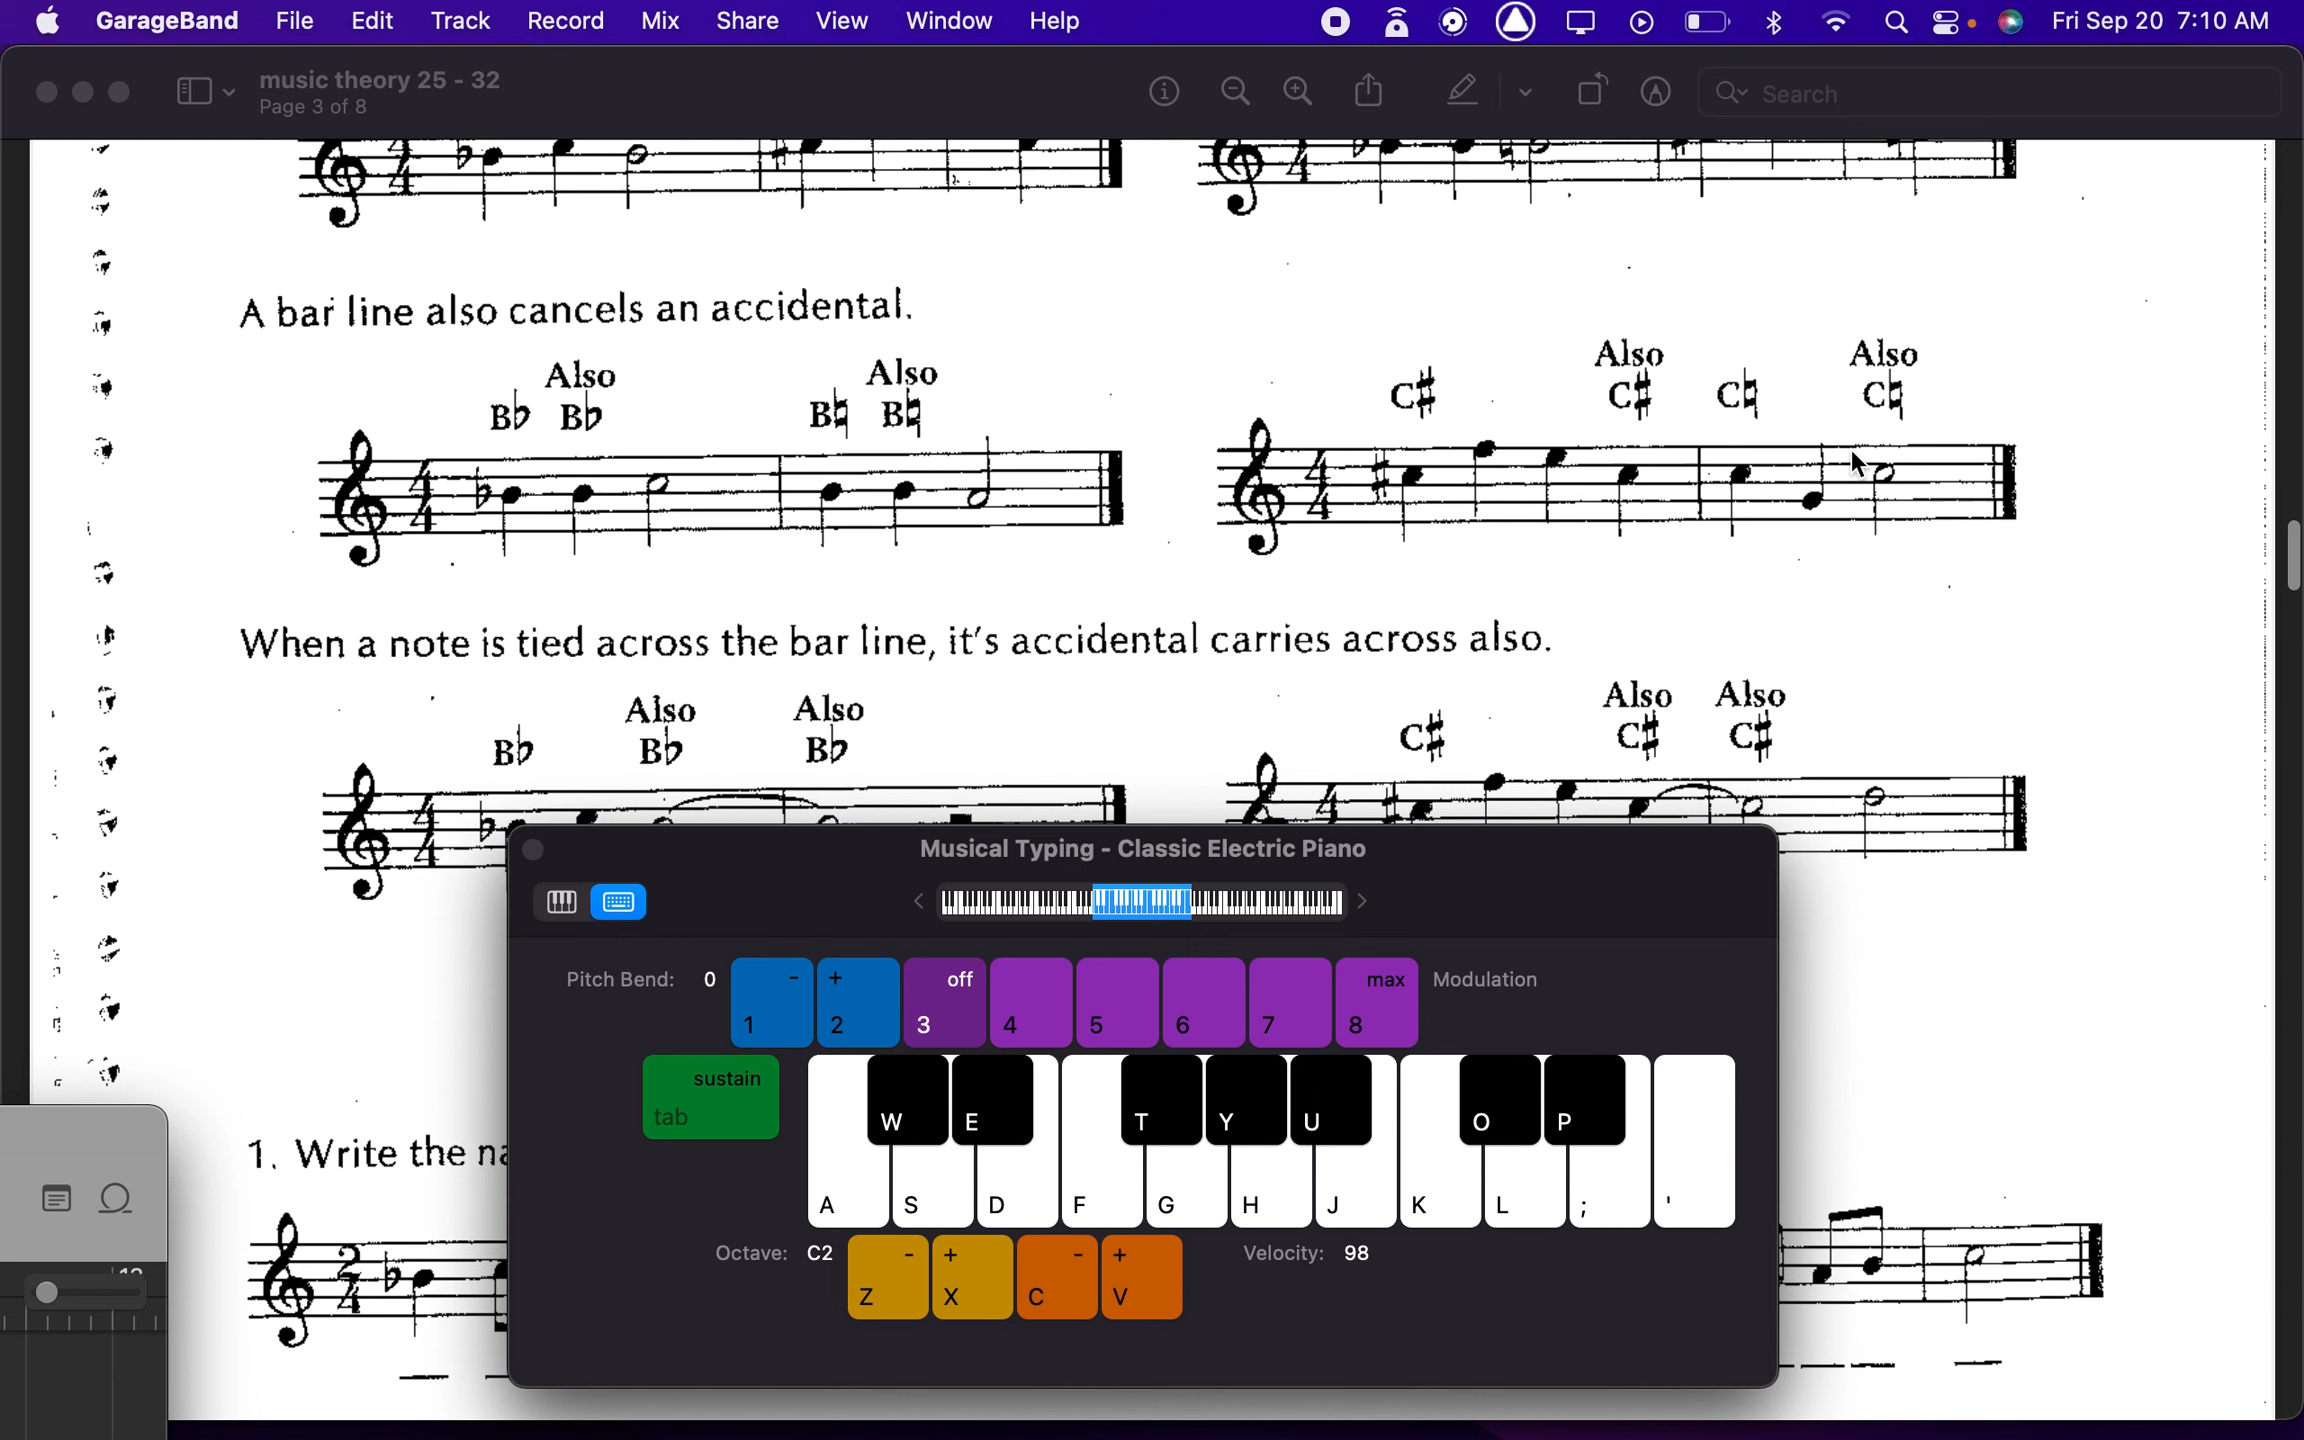 GarageBand File Edit Track Record Mix Share View Window Help Fri Sep 20 7:10 AM
music theory 25 - 32
Page 3 of 8
Search
A bar line also cancels an accidental.
Also Also
B♭ B♭ B♮ B♮
Also Also
C♯ C♯ C♮ C♮
When a note is tied across the bar line, it's accidental carries across also.
Also Also
B♭ B♭ B♭
Also Also
C♯ C♯ C♯
Musical Typing - Classic Electric Piano
Pitch Bend: 0 - + off max Modulation
1 2 3 4 5 6 7 8
sustain
tab
W E T Y U O P
A S D F G H J K L ; '
Octave: C2 - + - + Velocity: 98
Z X C V
1. Write the